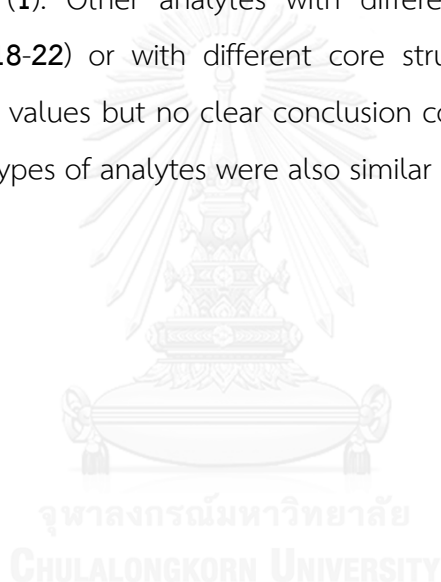 (1). Other analytes with differe
18-22) or with different core stru
values but no clear conclusion co
ypes of analytes were also similar
จุฬาลงกรณ์มหาวิทยาลัย
CHULALONGKORN UNIVERSITY